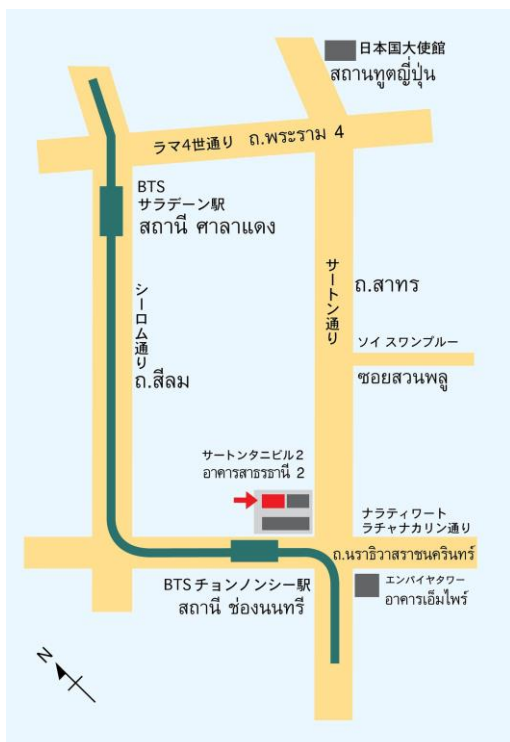 日本国大使館
สถานทูตญี่ปุ่น
ラマ4世通り ถ.พระราม 4
BTS
サラデーン駅
สถานี ศาลาแดง
サートン通り
ถ.สาทร
シーロム通り
ถ.สีลม
ソイ スワンプルー
ซอยสวนพลู
サートンタニビル2
อาคารสาธรธานี 2
ナラティワート
ラチャナカリン通り
ถ.นราธิวาสราชนครินทร์
BTSチョンノンシー駅
สถานี ช่องนนทรี
エンパイヤタワー
อาคารเอ็มไพร์
N